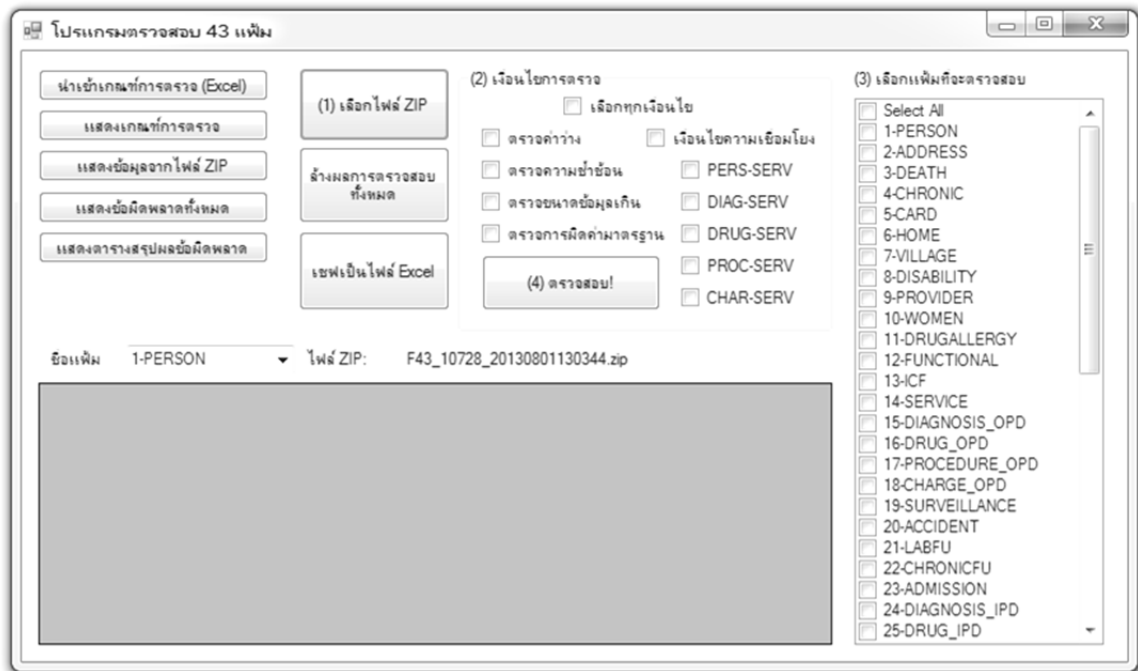 โปรแกรมตรวจสอบ 43 แฟ้ม
นำเข้าเกณฑ์การตรวจ (Excel)
แสดงเกณฑ์การตรวจ
แสดงข้อมูลจากไฟล์ ZIP
แสดงข้อผิดพลาดทั้งหมด
แสดงตารางสรุปผลข้อผิดพลาด
(1) เลือกไฟล์ ZIP
ล้างผลการตรวจสอบ
ทั้งหมด
เซฟเป็นไฟล์ Excel
(2) เงื่อนไขการตรวจ
เลือกทุกเงื่อนไข
ตรวจค่าว่าง
ตรวจความซ้ำซ้อน
ตรวจขนาดข้อมูลเกิน
ตรวจการผิดค่ามาตรฐาน
(4) ตรวจสอบ!
เงื่อนไขความเชื่อมโยง
PERS-SERV
DIAG-SERV
DRUG-SERV
PROC-SERV
CHAR-SERV
(3) เลือกแฟ้มที่จะตรวจสอบ
Select All
1-PERSON
2-ADDRESS
3-DEATH
4-CHRONIC
5-CARD
6-HOME
7-VILLAGE
8-DISABILITY
9-PROVIDER
10-WOMEN
11-DRUGALLERGY
12-FUNCTIONAL
13-ICF
14-SERVICE
15-DIAGNOSIS_OPD
16-DRUG_OPD
17-PROCEDURE_OPD
18-CHARGE_OPD
19-SURVEILLANCE
20-ACCIDENT
21-LABFU
22-CHRONICFU
23-ADMISSION
24-DIAGNOSIS_IPD
25-DRUG_IPD
ชื่อแฟ้ม 1-PERSON ไฟล์ ZIP: F43_10728_20130801130344.zip